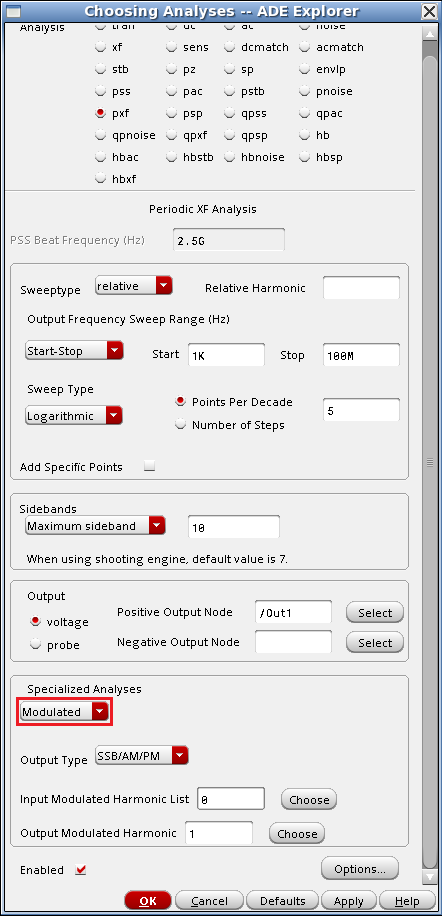 Choosing Analyses -- ADE Explorer
Analysis tran dc ac noise
xf sens dcmatch acmatch
stb pz sp envlp
pss pac pstb pnoise
pxf psp qpss qpac
qpnoise qpxf qpsp hb
hbac hbstb hbnoise hbsp
hbxf
Periodic XF Analysis
PSS Beat Frequency (Hz) 2.5G
Sweeptype relative Relative Harmonic
Output Frequency Sweep Range (Hz)
Start-Stop Start 1K Stop 100M
Sweep Type
Logarithmic
Points Per Decade 5
Number of Steps
Add Specific Points
Sidebands
Maximum sideband 10
When using shooting engine, default value is 7.
Output
voltage
probe
Positive Output Node /Out1 Select
Negative Output Node Select
Specialized Analyses
Modulated
Output Type SSB/AM/PM
Input Modulated Harmonic List 0 Choose
Output Modulated Harmonic 1 Choose
Enabled
Options...
OK Cancel Defaults Apply Help